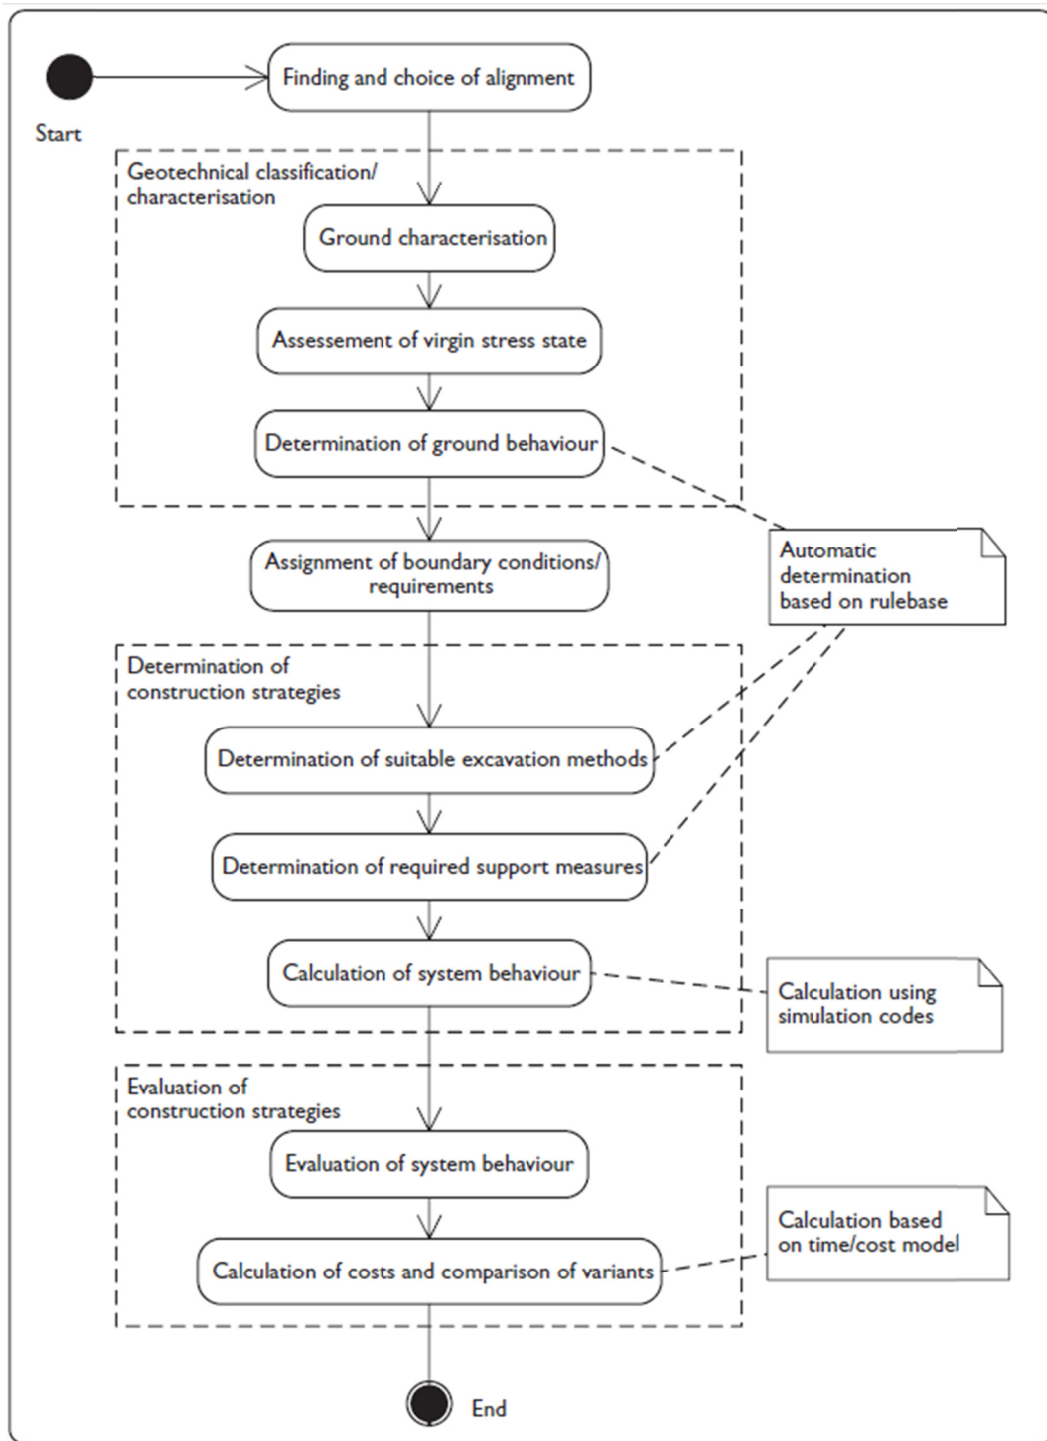 Finding and choice of alignment
Start
Geotechnical classification/
characterisation
Ground characterisation
Assessement of virgin stress state
Determination of ground behaviour
Automatic
determination
based on rulebase
Assignment of boundary conditions/
requirements
Determination of
construction strategies
Determination of suitable excavation methods
Determination of required support measures
Calculation of system behaviour
Calculation using
simulation codes
Evaluation of
construction strategies
Evaluation of system behaviour
Calculation based
on time/cost model
Calculation of costs and comparison of variants
End